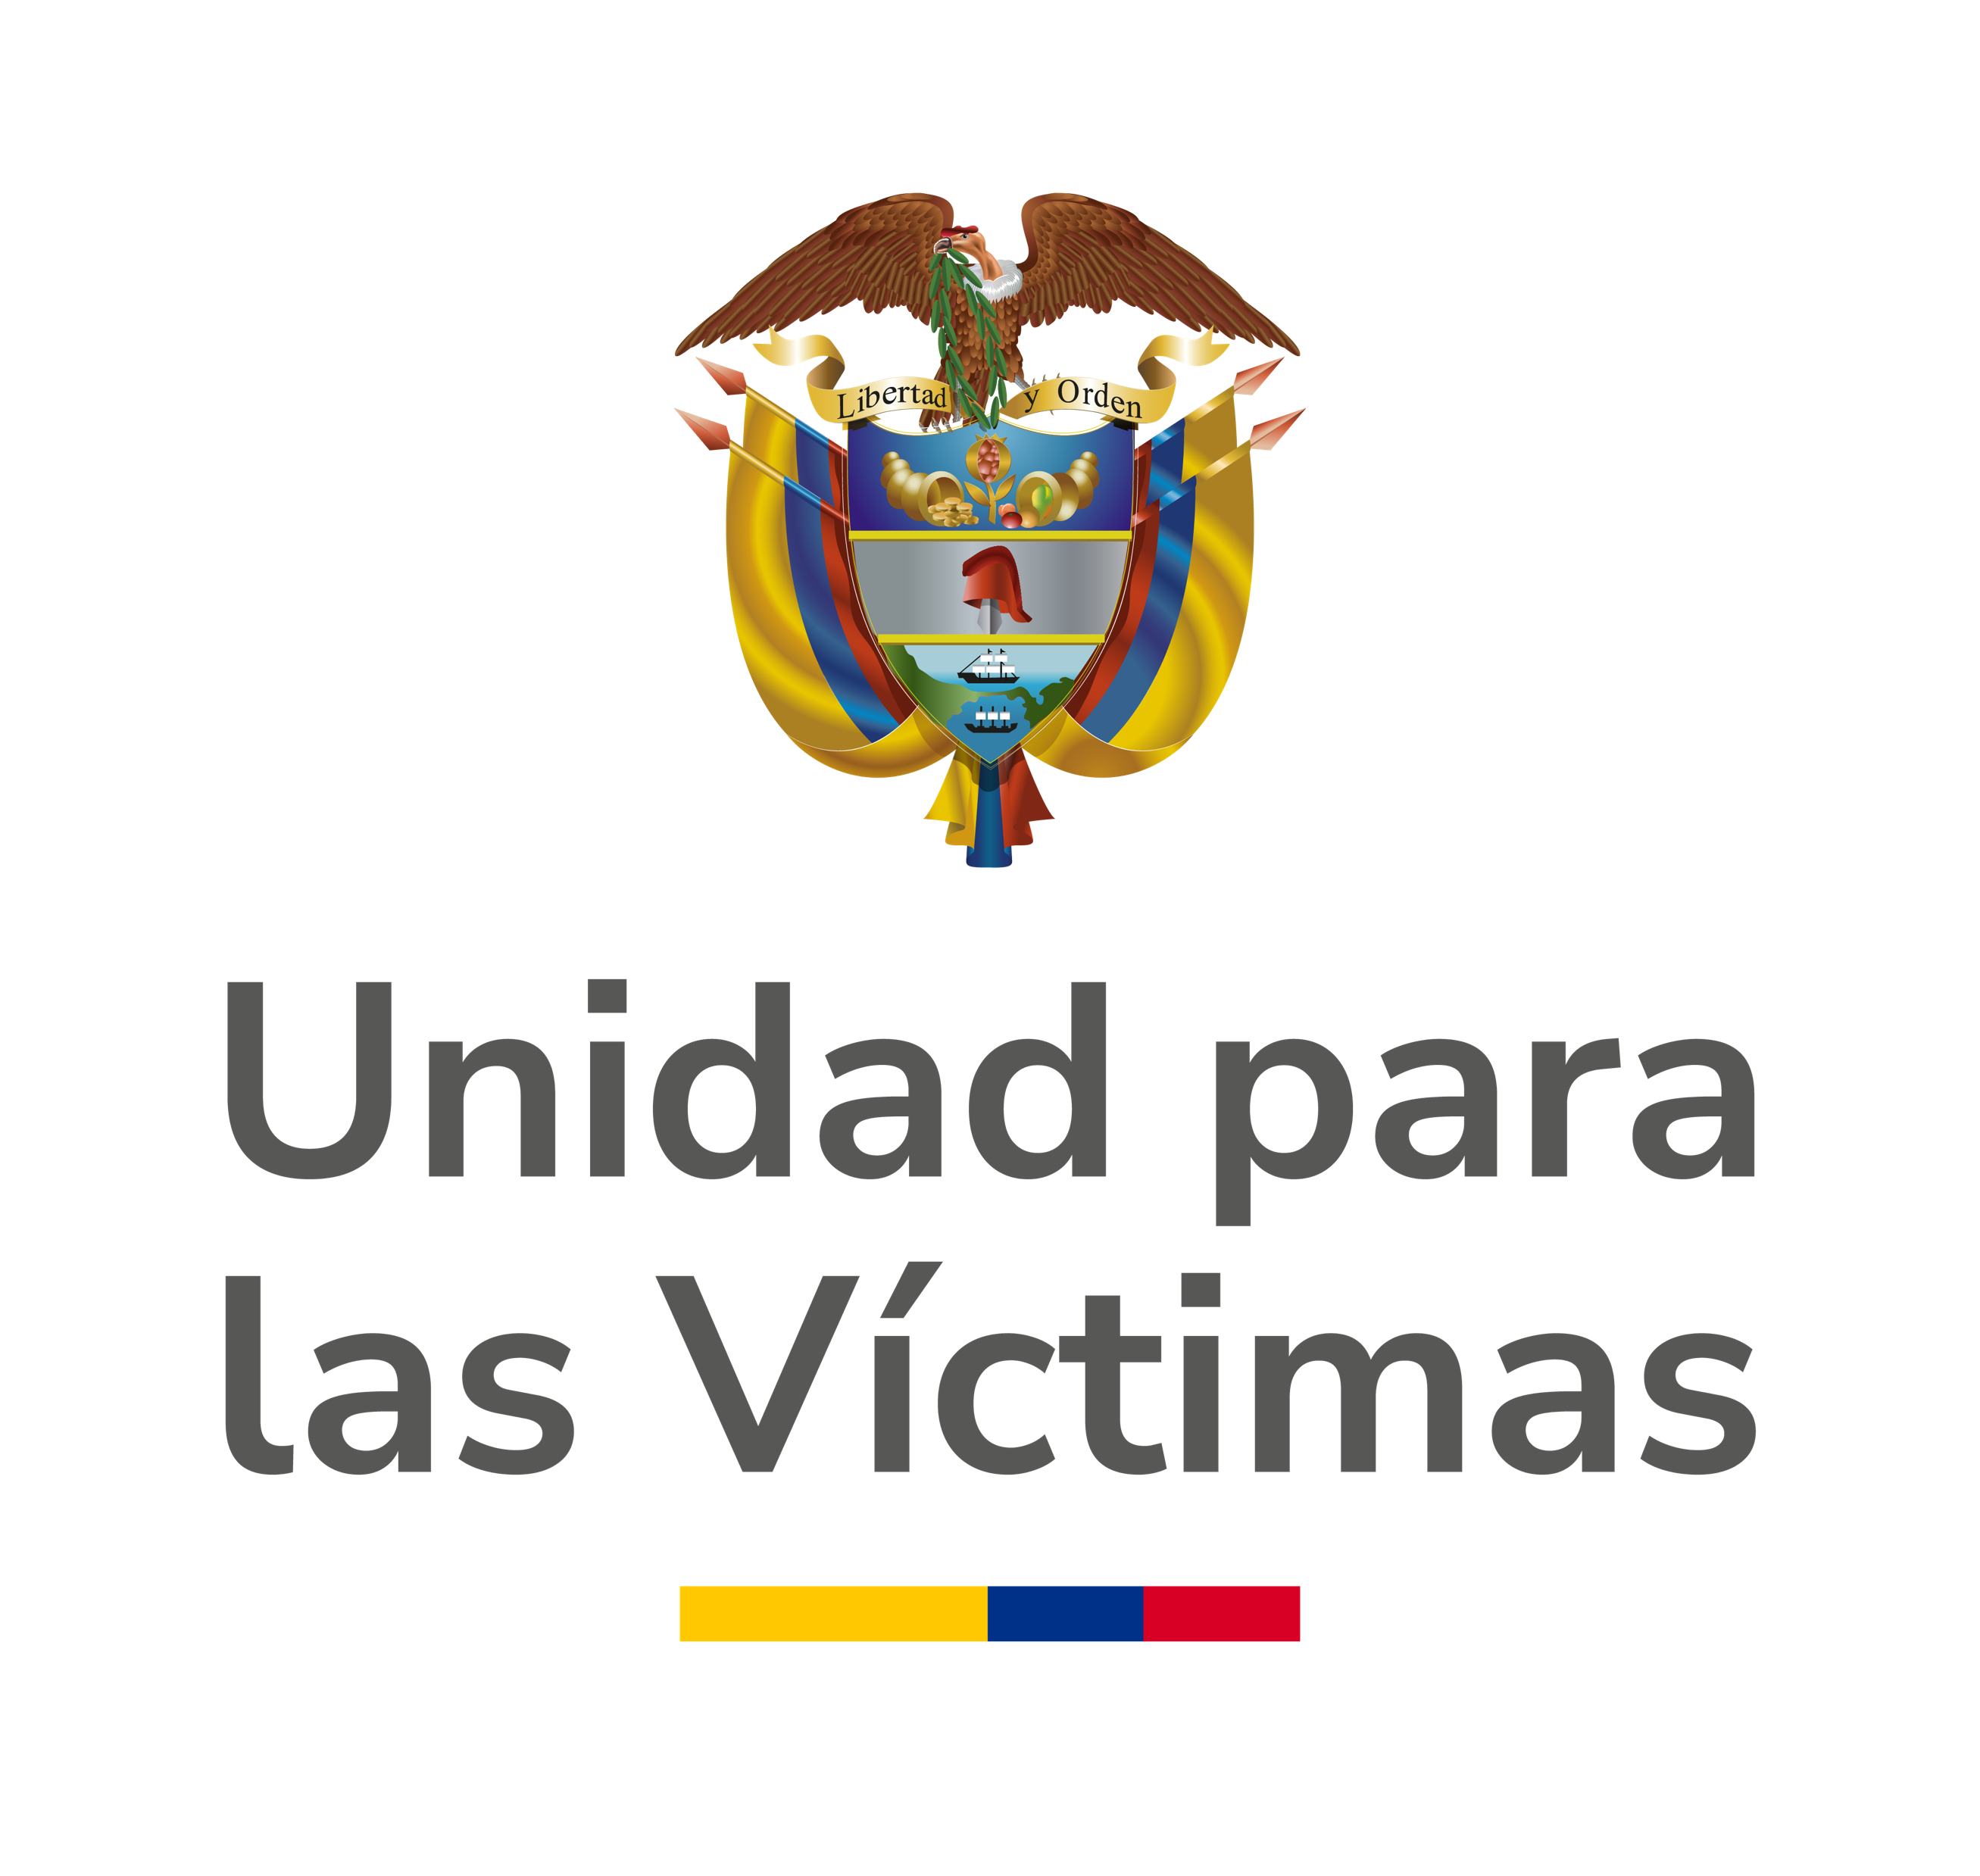 Libertad y Orden
Unidad para
las Víctimas